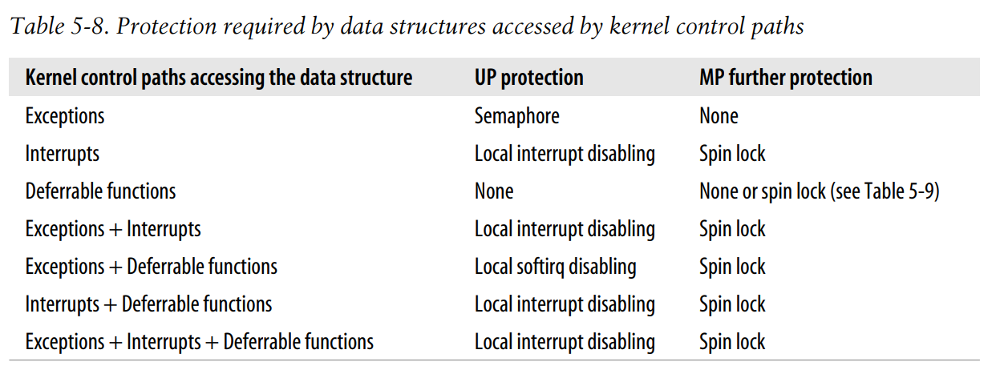 Table 5-8. Protection required by data structures accessed by kernel control paths
Kernel control paths accessing the data structure UP protection MP further protection
Exceptions Semaphore None
Interrupts Local interrupt disabling Spin lock
Deferrable functions None None or spin lock (see Table 5-9)
Exceptions + Interrupts Local interrupt disabling Spin lock
Exceptions + Deferrable functions Local softirq disabling Spin lock
Interrupts + Deferrable functions Local interrupt disabling Spin lock
Exceptions + Interrupts + Deferrable functions Local interrupt disabling Spin lock